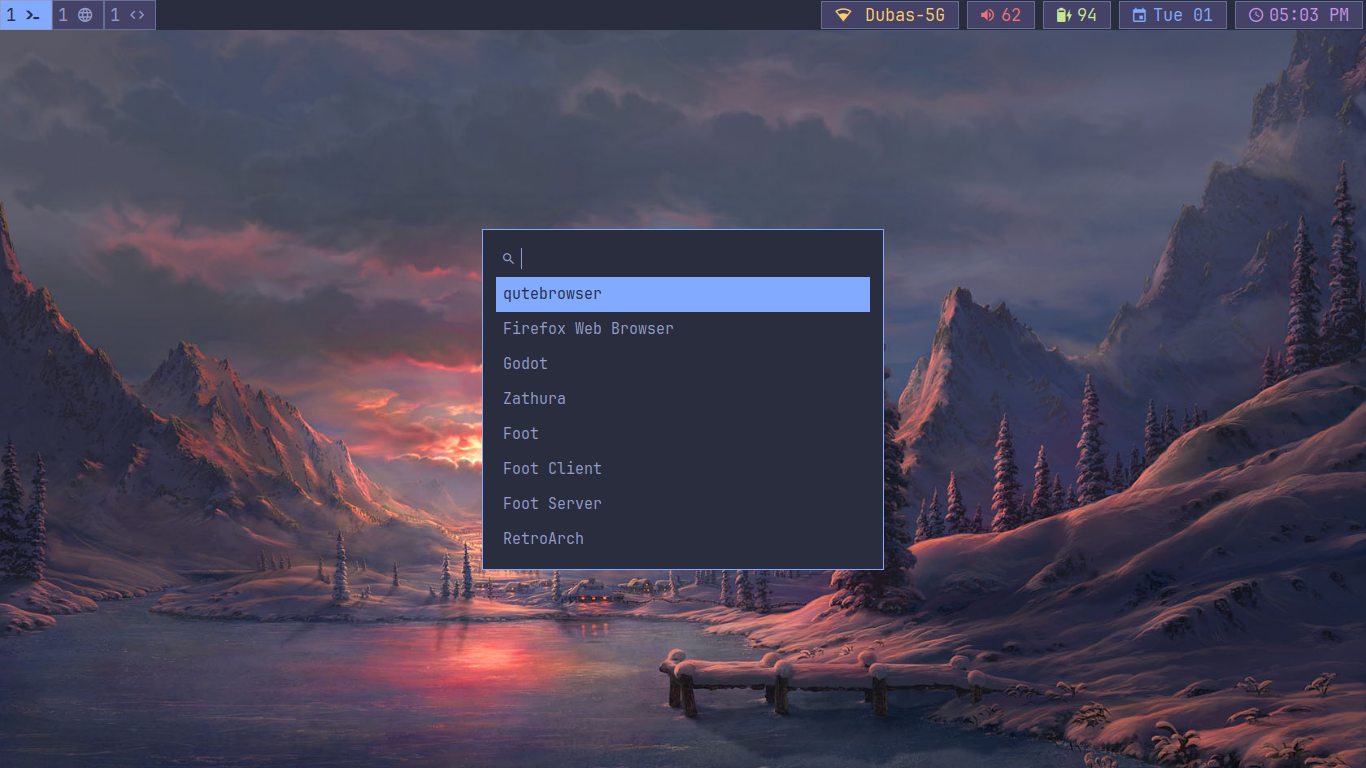 1 1 1 Dubas-5G 62 94 Tue 01 05:03 PM
qutebrowser
Firefox Web Browser
Godot
Zathura
Foot
Foot Client
Foot Server
RetroArch